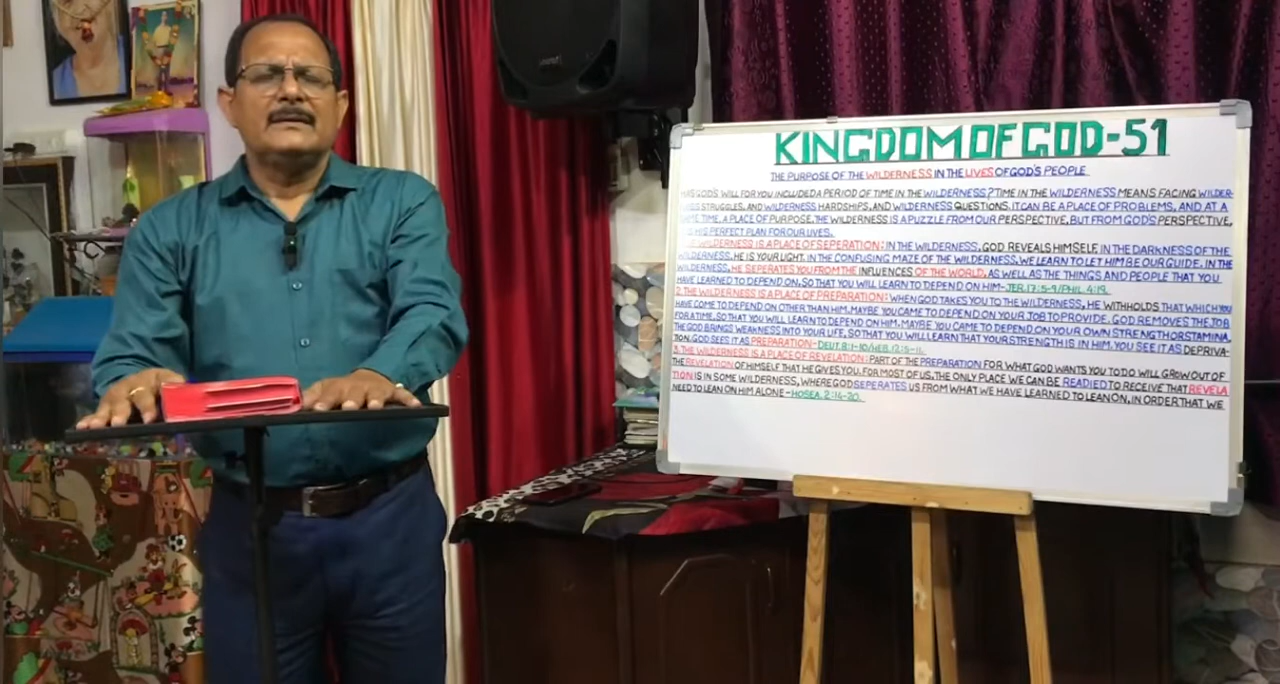 KINGDOM OF GOD-51
THE PURPOSE OF THE WILDERNESS IN THE LIVES OF GOD'S PEOPLE
HAS GOD'S WILL FOR YOU INCLUDED A PERIOD OF TIME IN THE WILDERNESS? TIME IN THE WILDERNESS MEANS FACING WILDER-
NESS STRUGGLES, AND WILDERNESS HARDSHIPS, AND WILDERNESS QUESTIONS. IT CAN BE A PLACE OF PROBLEMS, AND AT A
SAME TIME, A PLACE OF PURPOSE. THE WILDERNESS IS A PUZZLE FROM OUR PERSPECTIVE, BUT FROM GOD'S PERSPECTIVE,
IS HIS PERFECT PLAN FOR OUR LIVES.
THE WILDERNESS IS A PLACE OF SEPERATION: IN THE WILDERNESS, GOD REVEALS HIMSELF IN THE DARKNESS OF THE
WILDERNESS, HE IS YOUR LIGHT. IN THE CONFUSING MAZE OF THE WILDERNESS, WE LEARN TO LET HIM BE OUR GUIDE. IN THE
WILDERNESS, HE SEPERATES YOU FROM THE INFLUENCES OF THE WORLD, AS WELL AS THE THINGS AND PEOPLE THAT YOU
HAVE LEARNED TO DEPEND ON, SO THAT YOU WILL LEARN TO DEPEND ON HIM-JER.17:5-9/PHIL.4:19.
2. THE WILDERNESS IS A PLACE OF PREPARATION: WHEN GOD TAKES YOU TO THE WILDERNESS, HE WITHHOLDS THAT WHICH YOU
HAVE COME TO DEPEND ON OTHER THAN HIM. MAYBE YOU CAME TO DEPEND ON YOUR JOB TO PROVIDE. GOD REMOVES THE JOB
FOR A TIME, SO THAT YOU WILL LEARN TO DEPEND ON HIM. MAYBE YOU CAME TO DEPEND ON YOUR OWN STRENGTH OR STAMINA.
THE GOD BRINGS WEAKNESS INTO YOUR LIFE, SO THAT YOU WILL LEARN THAT YOUR STRENGTH IS IN HIM. YOU SEE IT AS DEPRIVA-
TION. GOD SEES IT AS PREPARATION-DEUT.8:1-10/HEB.12:5-11.
3. THE WILDERNESS IS A PLACE OF REVELATION: PART OF THE PREPARATION FOR WHAT GOD WANTS YOU TO DO WILL GROW OUT OF
THE REVELATION OF HIMSELF THAT HE GIVES YOU. FOR MOST OF US, THE ONLY PLACE WE CAN BE READIED TO RECEIVE THAT REVELA
TION IS IN SOME WILDERNESS, WHERE GOD SEPERATES US FROM WHAT WE HAVE LEARNED TO LEAN ON, IN ORDER THAT WE
NEED TO LEAN ON HIM ALONE-HOSEA.2:14-20.